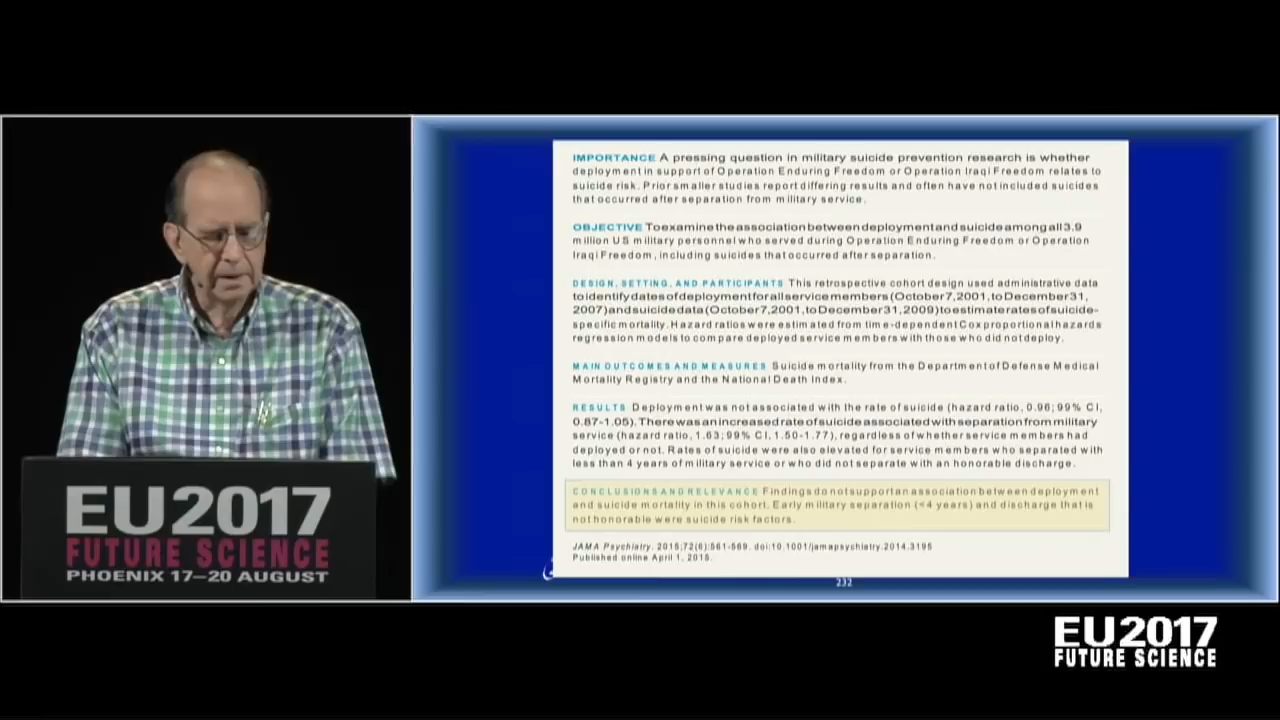 IMPORTANCE A pressing question in military suicide prevention research is whether
deployment in support of Operation Enduring Freedom or Operation Iraqi Freedom relates to
suicide risk. Prior smaller studies report differing results and often have not included suicides
that occurred after separation from military service.
OBJECTIVE To examine the association between deployment and suicide among all 3.9
million US military personnel who served during Operation Enduring Freedom or Operation
Iraqi Freedom, including suicides that occurred after separation.
DESIGN, SETTING, AND PARTICIPANTS This retrospective cohort design used administrative data
to identify dates of deployment for all service members (October 7, 2001, to December 31,
2007) and suicide data (October 7, 2001, to December 31, 2009) to estimate rates of suicide-
specific mortality. Hazard ratios were estimated from time-dependent Cox proportional hazards
regression models to compare deployed service members with those who did not deploy.
MAIN OUTCOMES AND MEASURES Suicide mortality from the Department of Defense Medical
Mortality Registry and the National Death Index.
RESULTS Deployment was not associated with the rate of suicide (hazard ratio, 0.96; 99% CI,
0.87-1.05). There was an increased rate of suicide associated with separation from military
service (hazard ratio, 1.63; 99% CI, 1.50-1.77), regardless of whether service members had
deployed or not. Rates of suicide were also elevated for service members who separated with
less than 4 years of military service or who did not separate with an honorable discharge.
CONCLUSIONS AND RELEVANCE Findings do not support an association between deployment
and suicide mortality in this cohort. Early military separation (<4 years) and discharge that is
not honorable were suicide risk factors.
JAMA Psychiatry. 2015;72(6):561-569. doi:10.1001/jamapsychiatry.2014.3195
Published online April 1, 2015.
232
EU2017
FUTURE SCIENCE
PHOENIX 17–20 AUGUST
EU2017
FUTURE SCIENCE